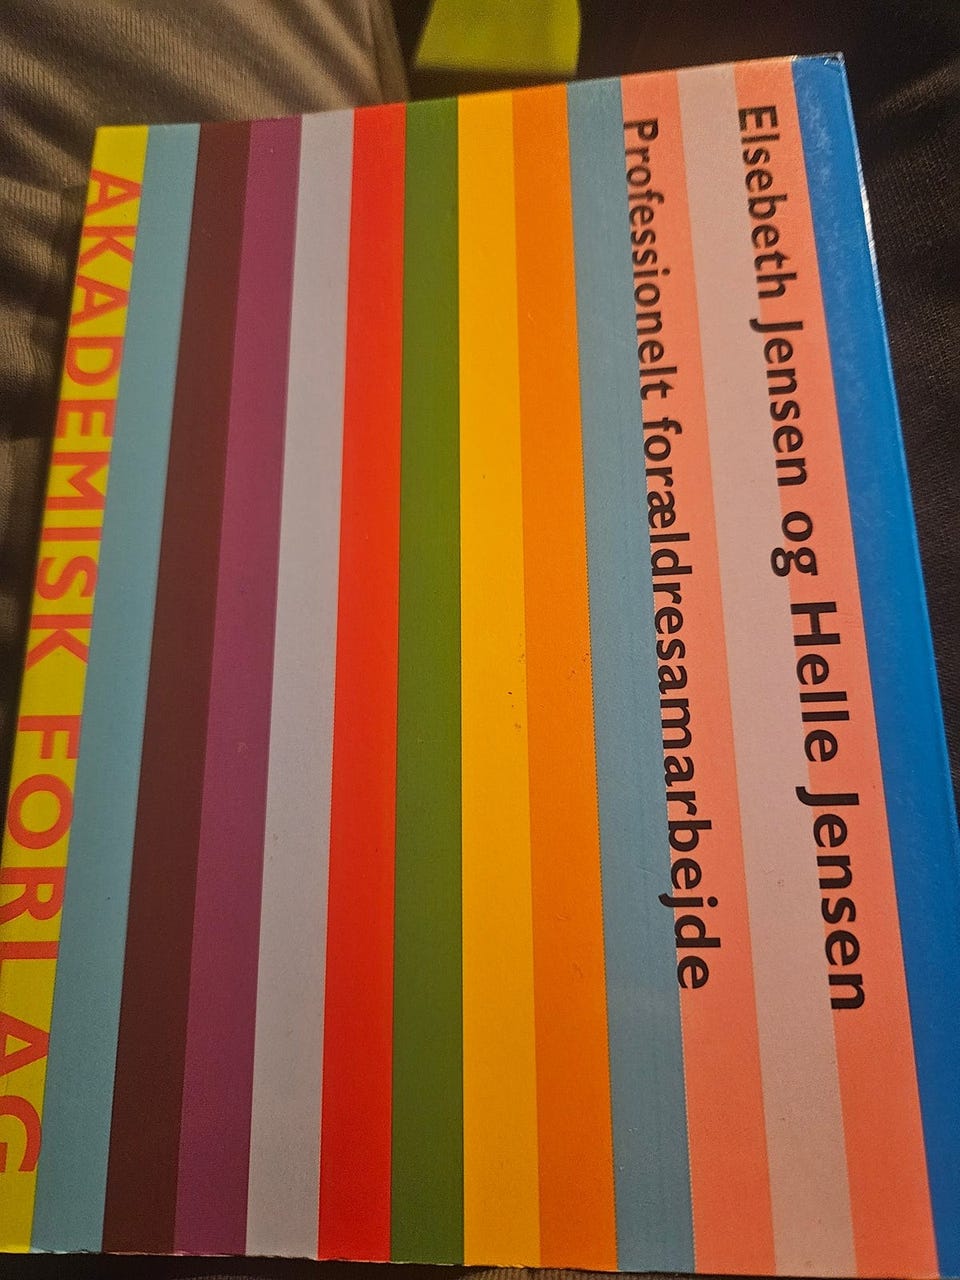 Elsebeth Jensen og Helle Jensen
Professionelt forældresamarbejde
AKADEMISK FORLAG